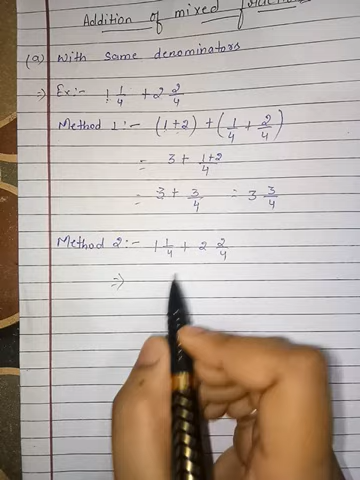 Addition of mixed fractions
(a) With same denominators
⇒ Ex:- 1 1/4 + 2 2/4
Method 1:- (1+2) + (1/4 + 2/4)
= 3 + (1+2)/4
= 3 + 3/4 = 3 3/4
Method 2:- 1 1/4 + 2 2/4
⇒